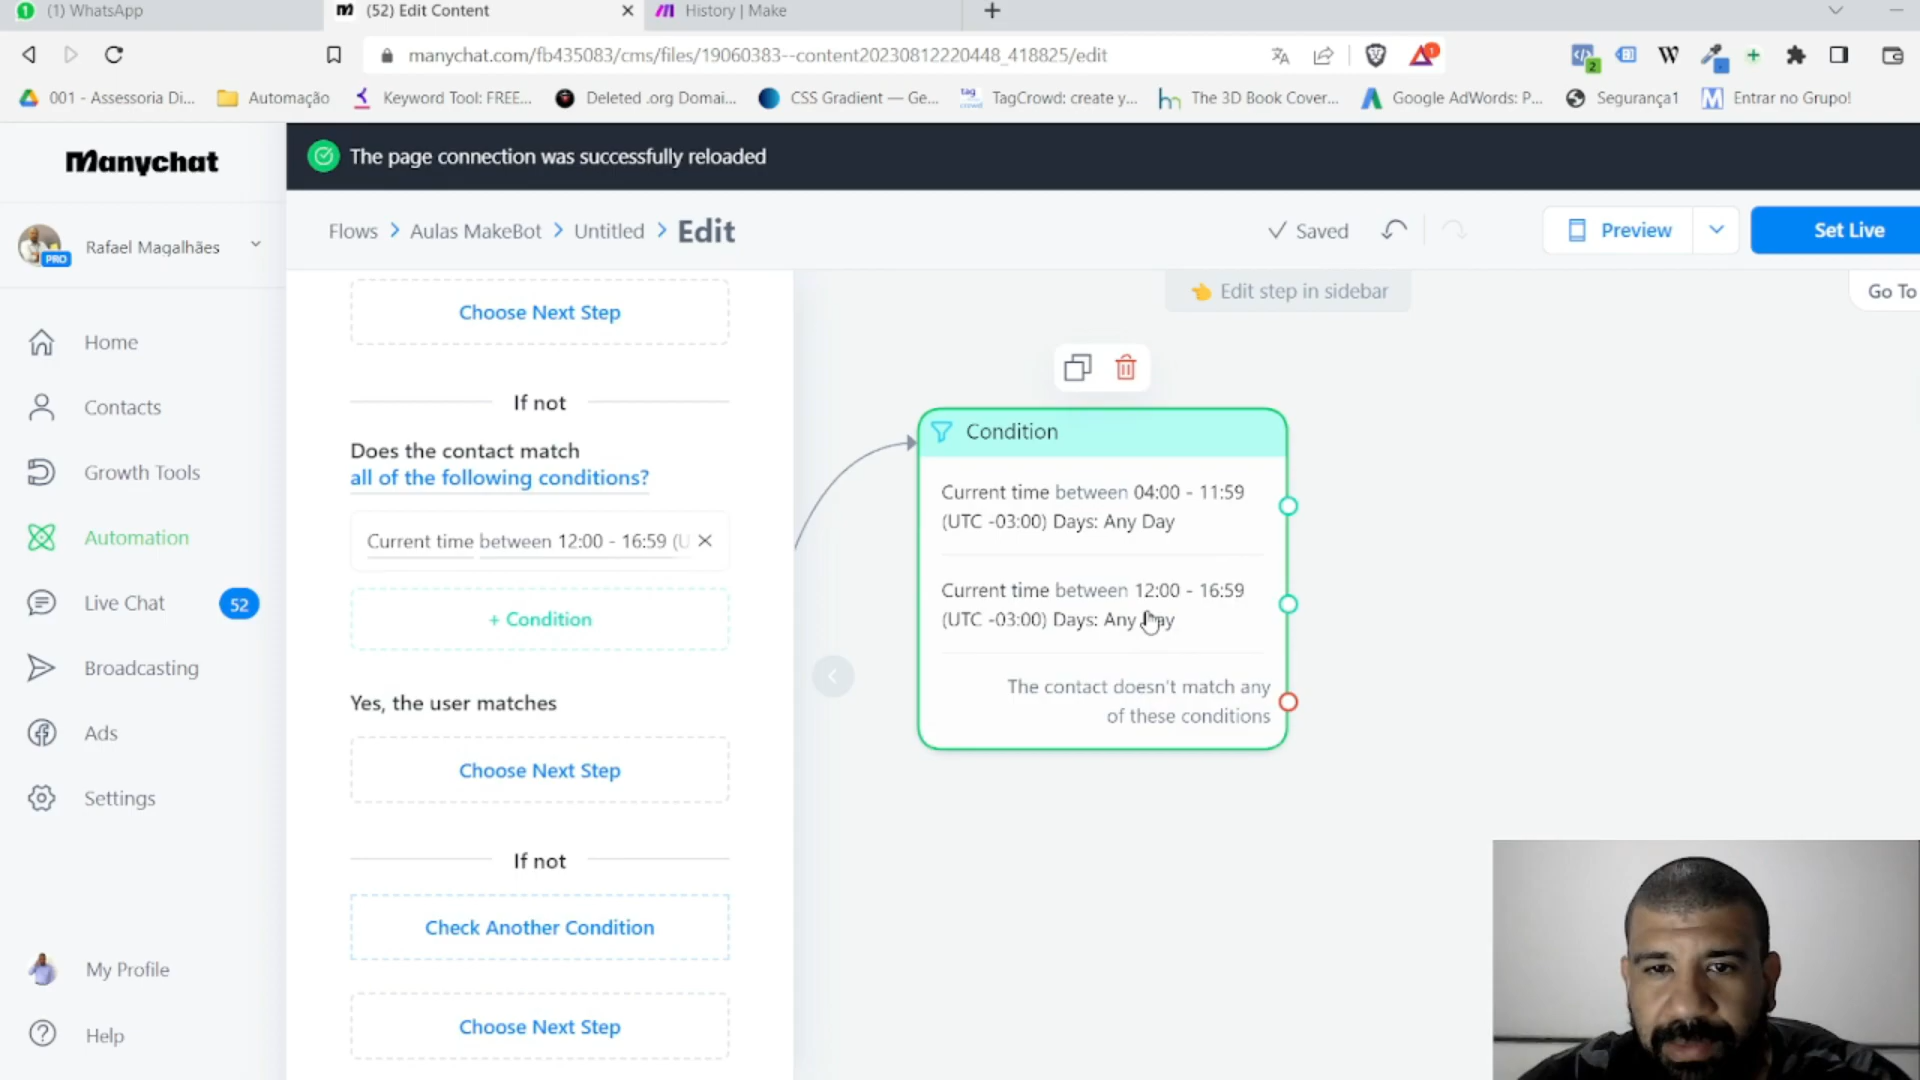 (1) WhatsApp
(52) Edit Content
History | Make
manychat.com/fb435083/cms/files/19060383--content20230812220448_418825/edit
001 - Assessoria Di...
Automação
Keyword Tool: FREE...
Deleted .org Domai...
CSS Gradient — Ge...
TagCrowd: create y...
The 3D Book Cover...
Google AdWords: P...
Segurança1
Entrar no Grupo!
Manychat
The page connection was successfully reloaded
Rafael Magalhães
PRO
Flows > Aulas MakeBot > Untitled > Edit
Saved
Preview
Set Live
Edit step in sidebar
Go To
Home
Contacts
Growth Tools
Automation
Live Chat
52
Broadcasting
Ads
Settings
My Profile
Help
Choose Next Step
If not
Does the contact match
all of the following conditions?
Current time between 12:00 - 16:59 (U
+ Condition
Yes, the user matches
Choose Next Step
If not
Check Another Condition
Choose Next Step
Condition
Current time between 04:00 - 11:59
(UTC -03:00) Days: Any Day
Current time between 12:00 - 16:59
(UTC -03:00) Days: Any Day
The contact doesn't match any
of these conditions